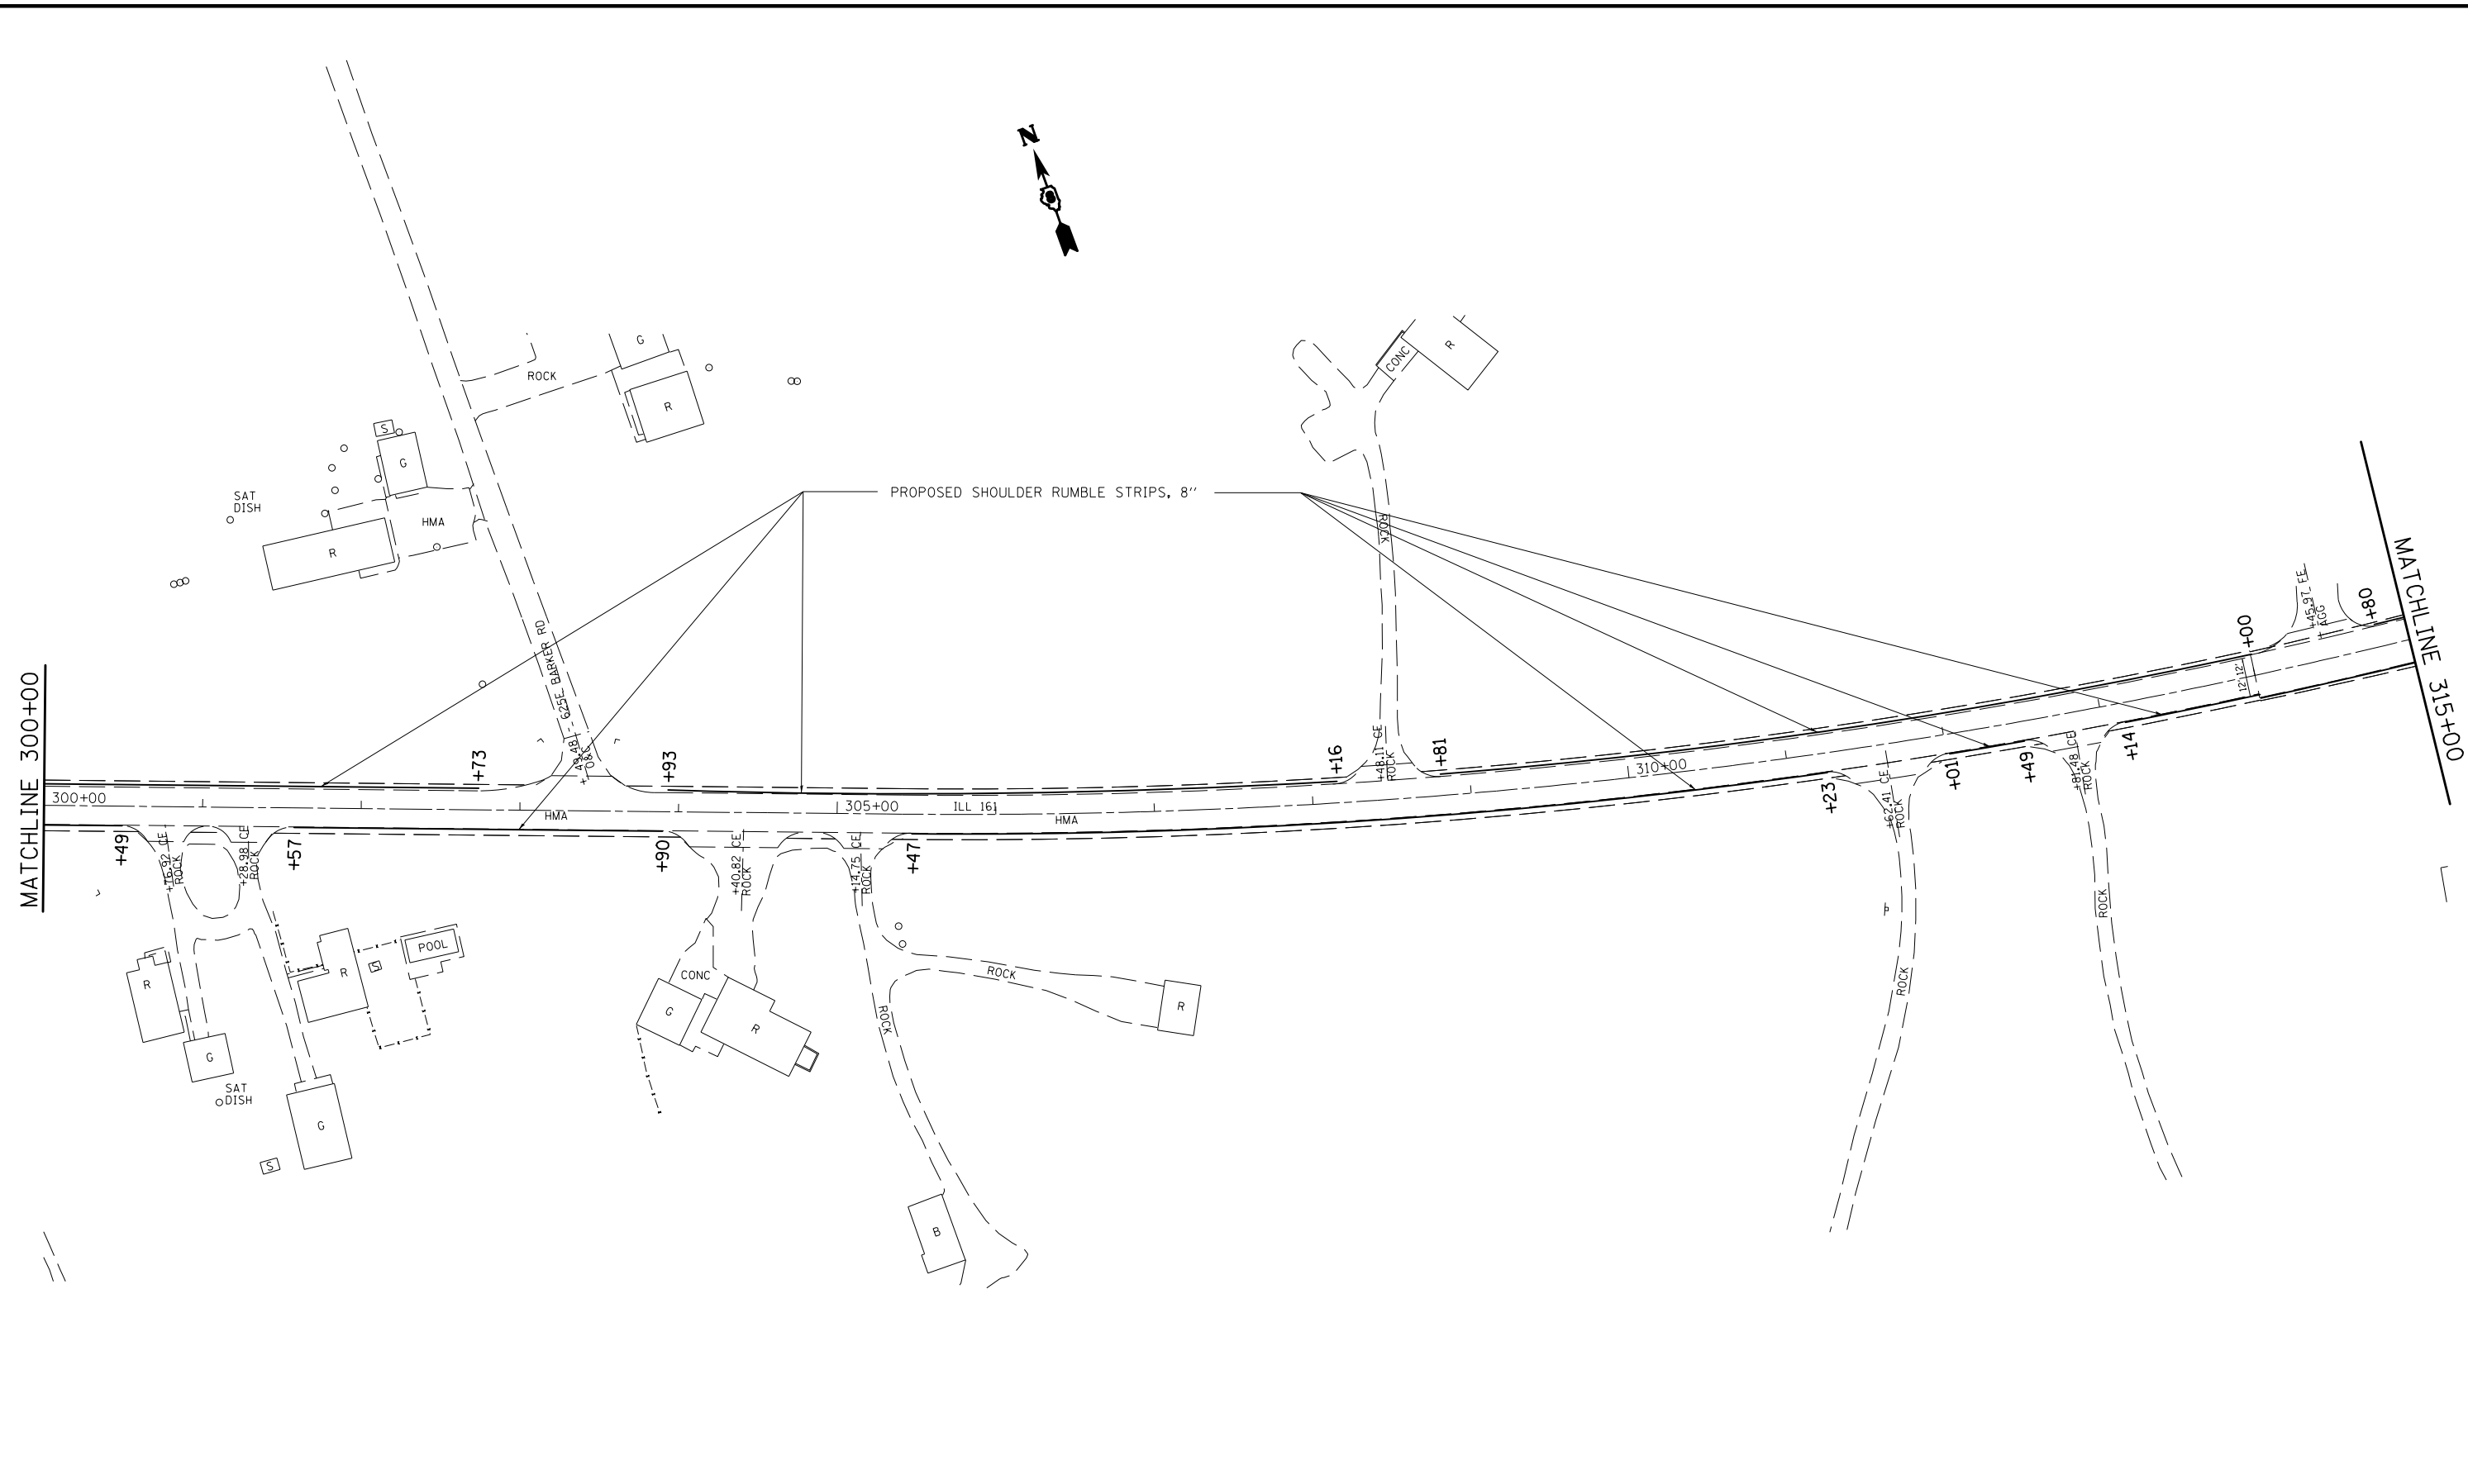 N
G
ROCK
R
R
CONC
S
G
SAT
DISH
HMA
R
PROPOSED SHOULDER RUMBLE STRIPS, 8''
ROCK
625E BARKER RD
+49.48
MATCHLINE 300+00
+73
+93
+16
+48.11 CE
ROCK
+81
+00
12' 12'
+45.97 FE
AGG
+80
MATCHLINE 315+00
300+00
305+00
ILL 161
310+00
HMA
HMA
+49
+16.92 CE
ROCK
+28.98 CE
ROCK
+57
+90
+40.82 CE
ROCK
+14.75 CE
ROCK
+47
+23
+62.41 CE
ROCK
+01
+49
+81.48 CE
ROCK
+14
P
ROCK
ROCK
R
G
SAT
DISH
R
S
POOL
G
S
CONC
G
R
ROCK
ROCK
R
B